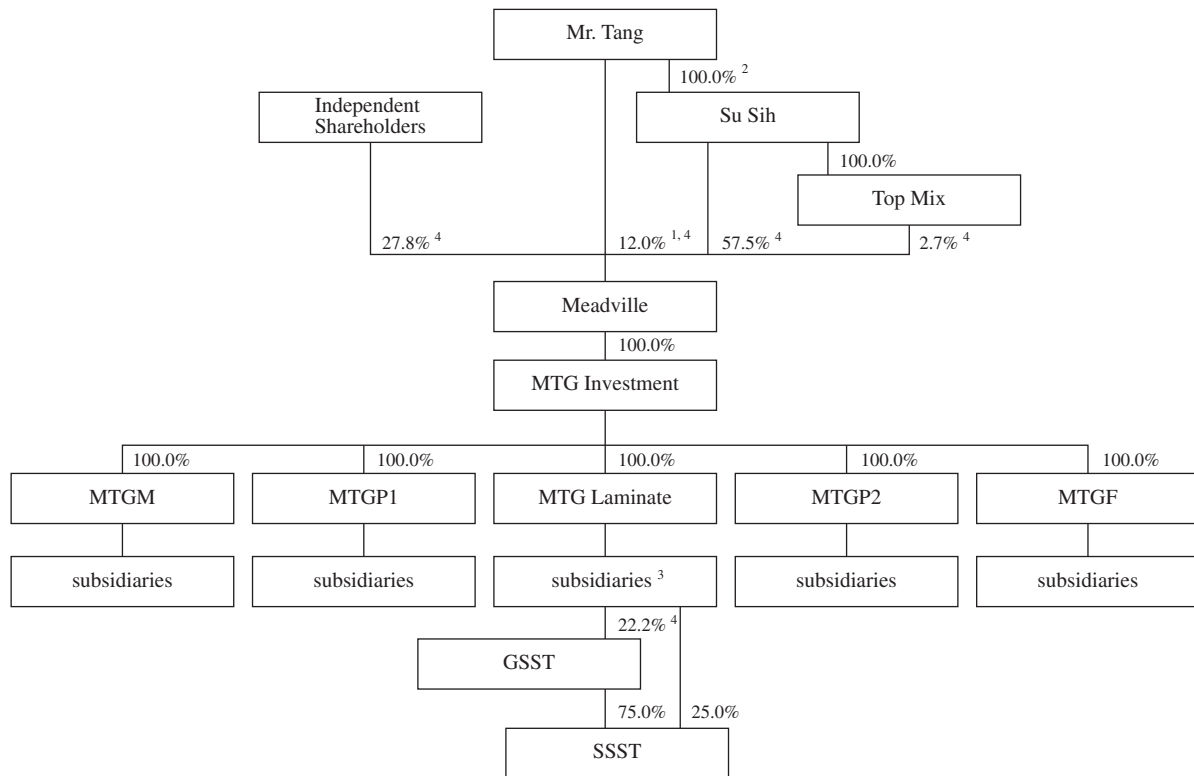 Mr. Tang
100.0% 2
Independent
Shareholders
Su Sih
100.0%
Top Mix
27.8% 4
12.0% 1, 4
57.5% 4
2.7% 4
Meadville
100.0%
MTG Investment
100.0%
100.0%
100.0%
100.0%
100.0%
MTGM
MTGP1
MTG Laminate
MTGP2
MTGF
subsidiaries
subsidiaries
subsidiaries 3
subsidiaries
subsidiaries
22.2% 4
GSST
75.0%
25.0%
SSST